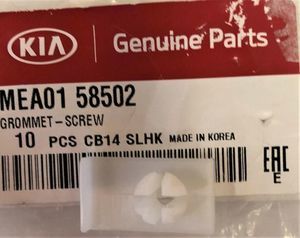 KIA Genuine Parts
MEA01 58502
GROMMET-SCREW
10 PCS CB14 SLHK MADE IN KOREA
EAC
E